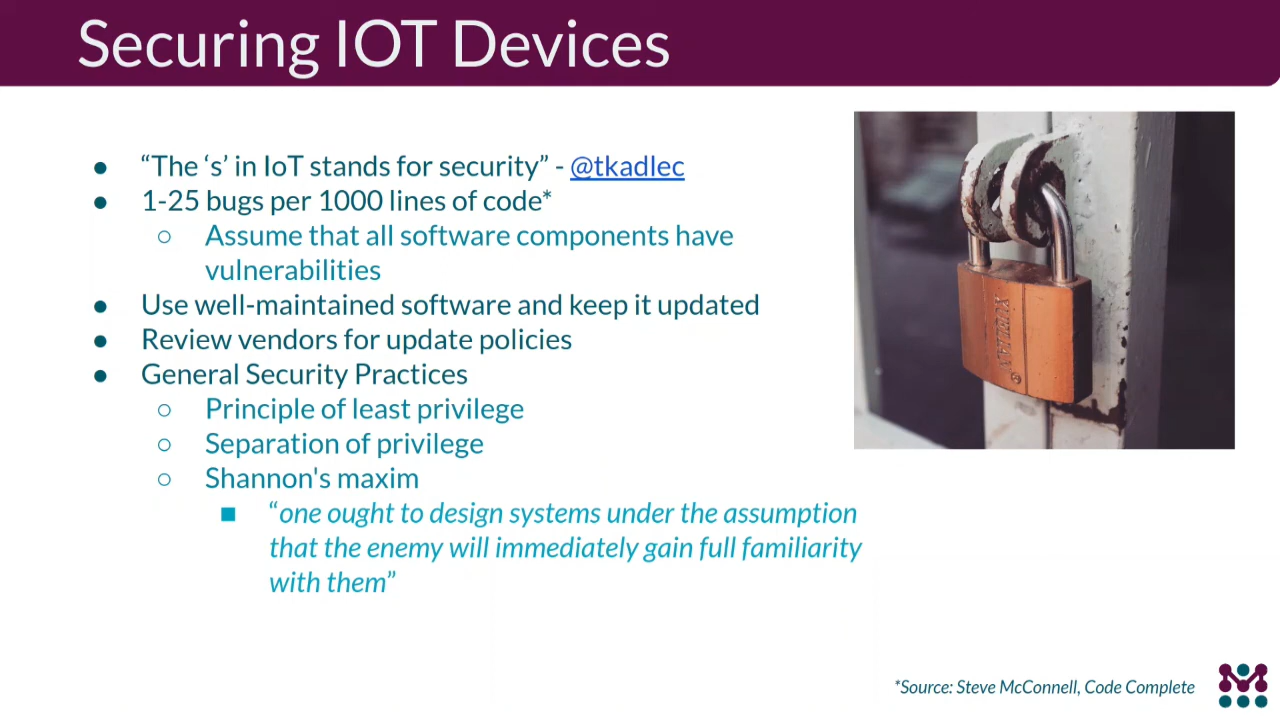 Securing IOT Devices
● “The ‘s’ in IoT stands for security” - @tkadlec
● 1-25 bugs per 1000 lines of code*
○ Assume that all software components have
vulnerabilities
● Use well-maintained software and keep it updated
● Review vendors for update policies
● General Security Practices
○ Principle of least privilege
○ Separation of privilege
○ Shannon's maxim
■ “one ought to design systems under the assumption
that the enemy will immediately gain full familiarity
with them”
*Source: Steve McConnell, Code Complete